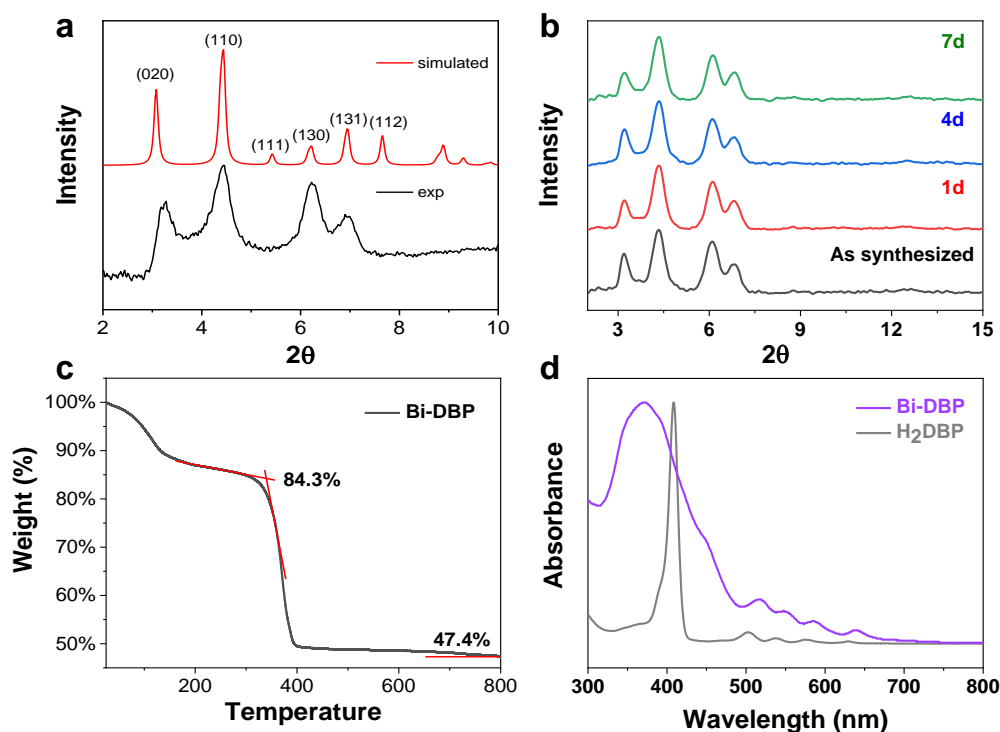 a
(110)
(020)
simulated
(111)
(130)
(131)
(112)
exp
Intensity
2 4 6 8 10
2θ
b
7d
4d
1d
As synthesized
Intensity
3 6 9 12 15
2θ
c
100%
90%
80%
70%
60%
50%
Bi-DBP
84.3%
47.4%
Weight (%)
200 400 600 800
Temperature
d
Bi-DBP
H₂DBP
Absorbance
300 400 500 600 700 800
Wavelength (nm)